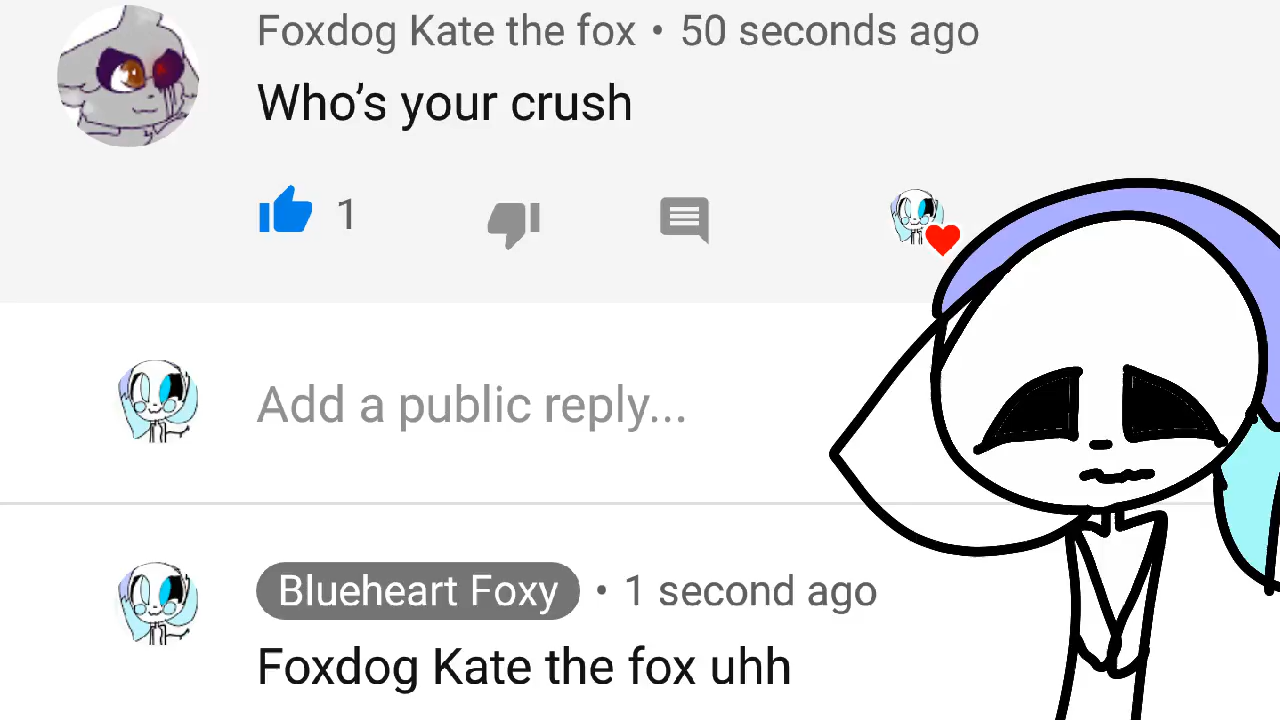 Foxdog Kate the fox • 50 seconds ago
Who's your crush
1
Add a public reply...
Blueheart Foxy • 1 second ago
Foxdog Kate the fox uhh